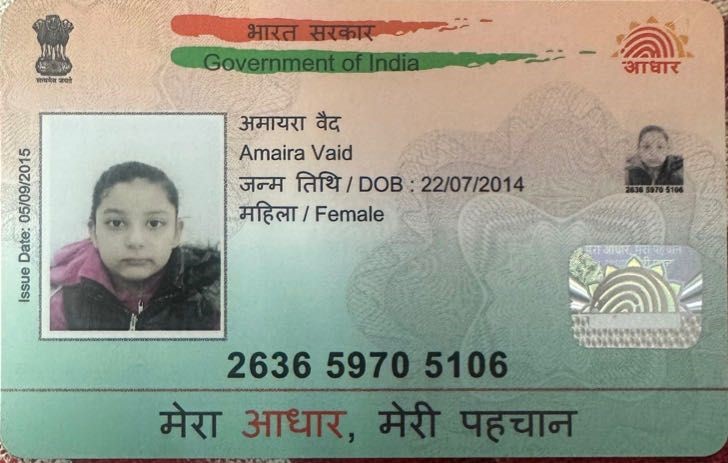 भारत सरकार
Government of India
सत्यमेव जयते
आधार
अमायरा वैद
Amaira Vaid
जन्म तिथि / DOB : 22/07/2014
महिला / Female
Issue Date: 05/09/2015
2636 5970 5106
मेरा आधार, मेरी पहचान
2636 5970 5106
मेरा आधार, मेरी पहचान